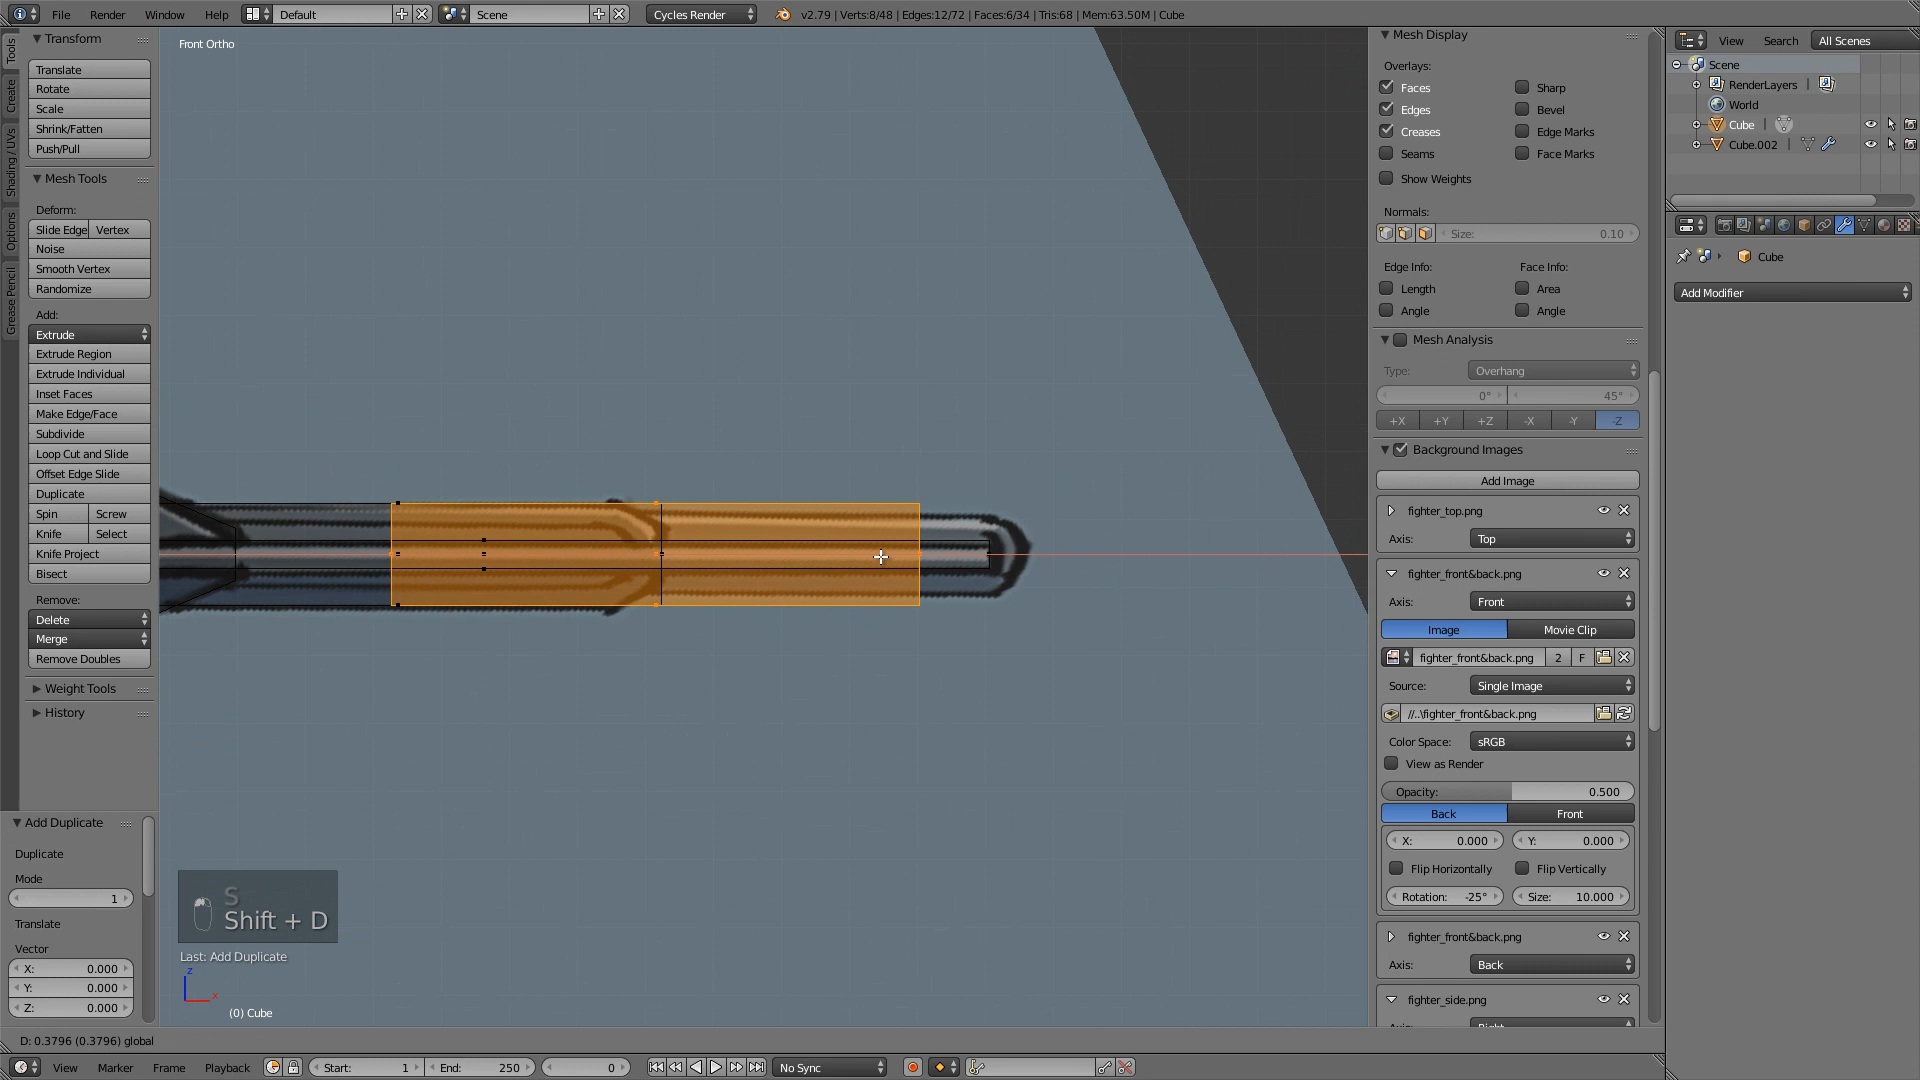 File Render Window Help Default Scene Cycles Render v2.79 | Verts:8/48 | Edges:12/72 | Faces:6/34 | Tris:68 | Mem:63.50M | Cube
Tools
Create
Shading / UVs
Options
Grease Pencil
Transform
Translate
Rotate
Scale
Shrink/Fatten
Push/Pull
Mesh Tools
Deform:
Slide Edge Vertex
Noise
Smooth Vertex
Randomize
Add:
Extrude
Extrude Region
Extrude Individual
Inset Faces
Make Edge/Face
Subdivide
Loop Cut and Slide
Offset Edge Slide
Duplicate
Spin Screw
Knife Select
Knife Project
Bisect
Remove:
Delete
Merge
Remove Doubles
Weight Tools
History
Add Duplicate
Duplicate
Mode
1
Translate
Vector
X: 0.000
Y: 0.000
Z: 0.000
Front Ortho
S
Shift + D
Last: Add Duplicate
z
x
(0) Cube
D: 0.3796 (0.3796) global
Mesh Display
Overlays:
Faces Sharp
Edges Bevel
Creases Edge Marks
Seams Face Marks
Show Weights
Normals:
Size: 0.10
Edge Info: Face Info:
Length Area
Angle Angle
Mesh Analysis
Type: Overhang
0° 45°
+X +Y +Z -X -Y -Z
Background Images
Add Image
fighter_top.png
Axis: Top
fighter_front&back.png
Axis: Front
Image Movie Clip
fighter_front&back.png 2 F
Source: Single Image
//..\fighter_front&back.png
Color Space: sRGB
View as Render
Opacity: 0.500
Back Front
X: 0.000 Y: 0.000
Flip Horizontally Flip Vertically
Rotation: -25° Size: 10.000
fighter_front&back.png
Axis: Back
fighter_side.png
View Search All Scenes
Scene
RenderLayers |
World
Cube |
Cube.002 |
Cube
Add Modifier
View Marker Frame Playback Start: 1 End: 250 0 No Sync